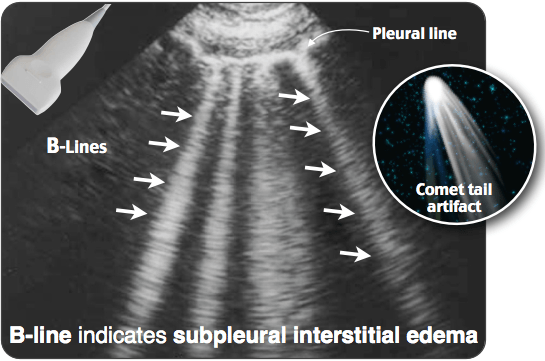 Pleural line
B-Lines
Comet tail
artifact
B-line indicates subpleural interstitial edema